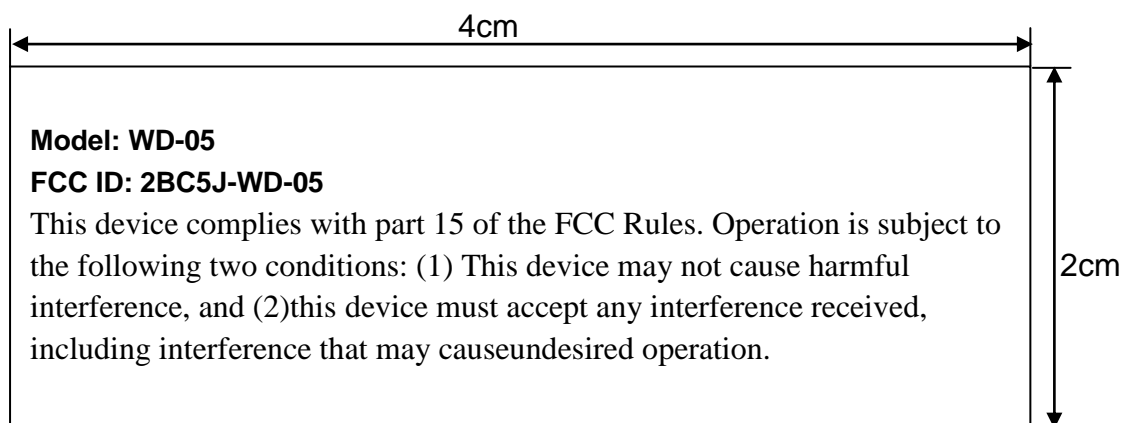 4cm
Model: WD-05
FCC ID: 2BC5J-WD-05
This device complies with part 15 of the FCC Rules. Operation is subject to
the following two conditions: (1) This device may not cause harmful
interference, and (2)this device must accept any interference received,
including interference that may causeundesired operation.
2cm